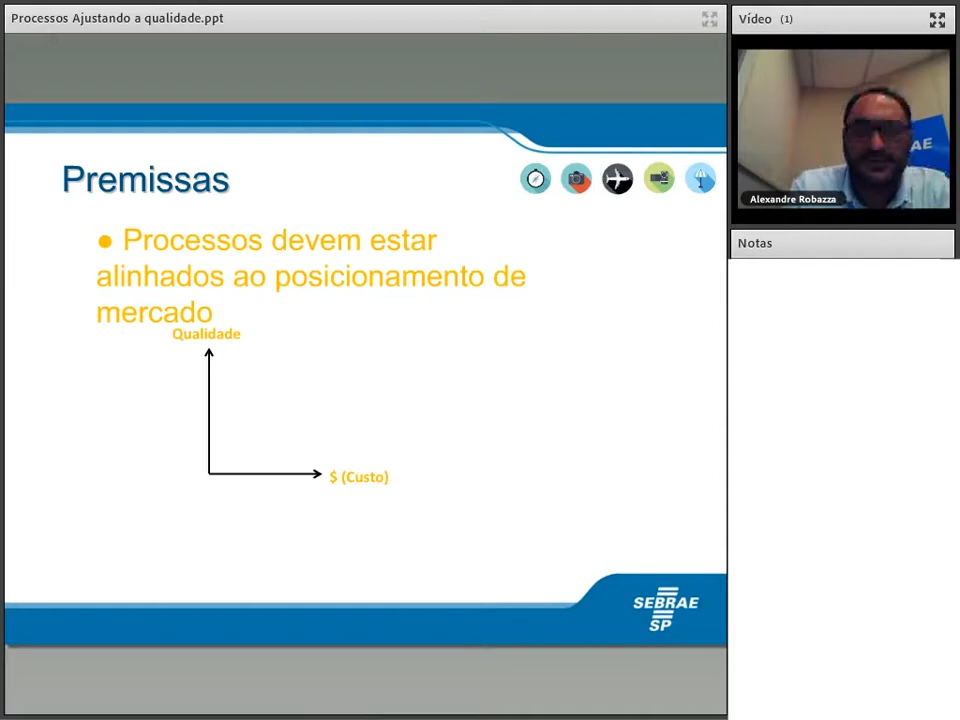 Processos Ajustando a qualidade.ppt
Vídeo (1)
AE
Alexandre Robazza
Notas
Premissas
● Processos devem estar
alinhados ao posicionamento de
mercado
Qualidade
$ (Custo)
SEBRAE
SP